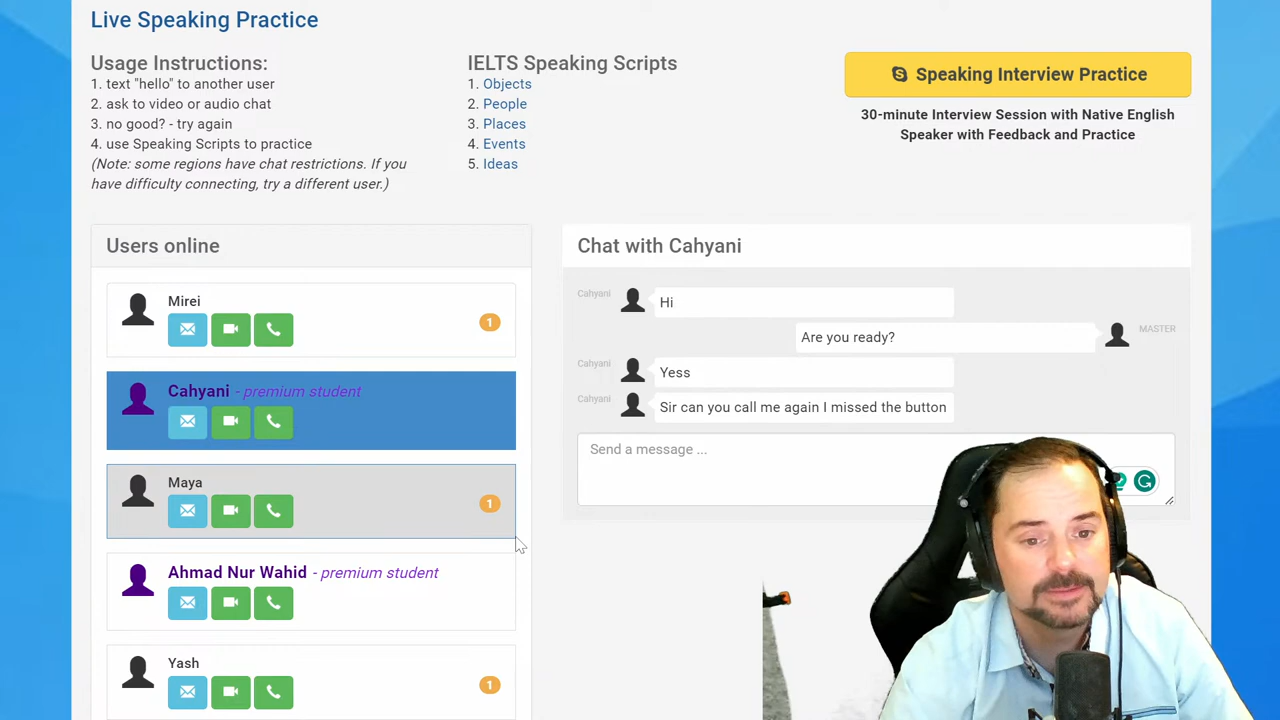 Live Speaking Practice
Usage Instructions:
1. text "hello" to another user
2. ask to video or audio chat
3. no good? - try again
4. use Speaking Scripts to practice
(Note: some regions have chat restrictions. If you
have difficulty connecting, try a different user.)
IELTS Speaking Scripts
1. Objects
2. People
3. Places
4. Events
5. Ideas
Speaking Interview Practice
30-minute Interview Session with Native English
Speaker with Feedback and Practice
Users online
Mirei
1
Cahyani - premium student
Maya
1
Ahmad Nur Wahid - premium student
Yash
1
Chat with Cahyani
Cahyani
Hi
Are you ready?
MASTER
Cahyani
Yess
Cahyani
Sir can you call me again I missed the button
Send a message ...